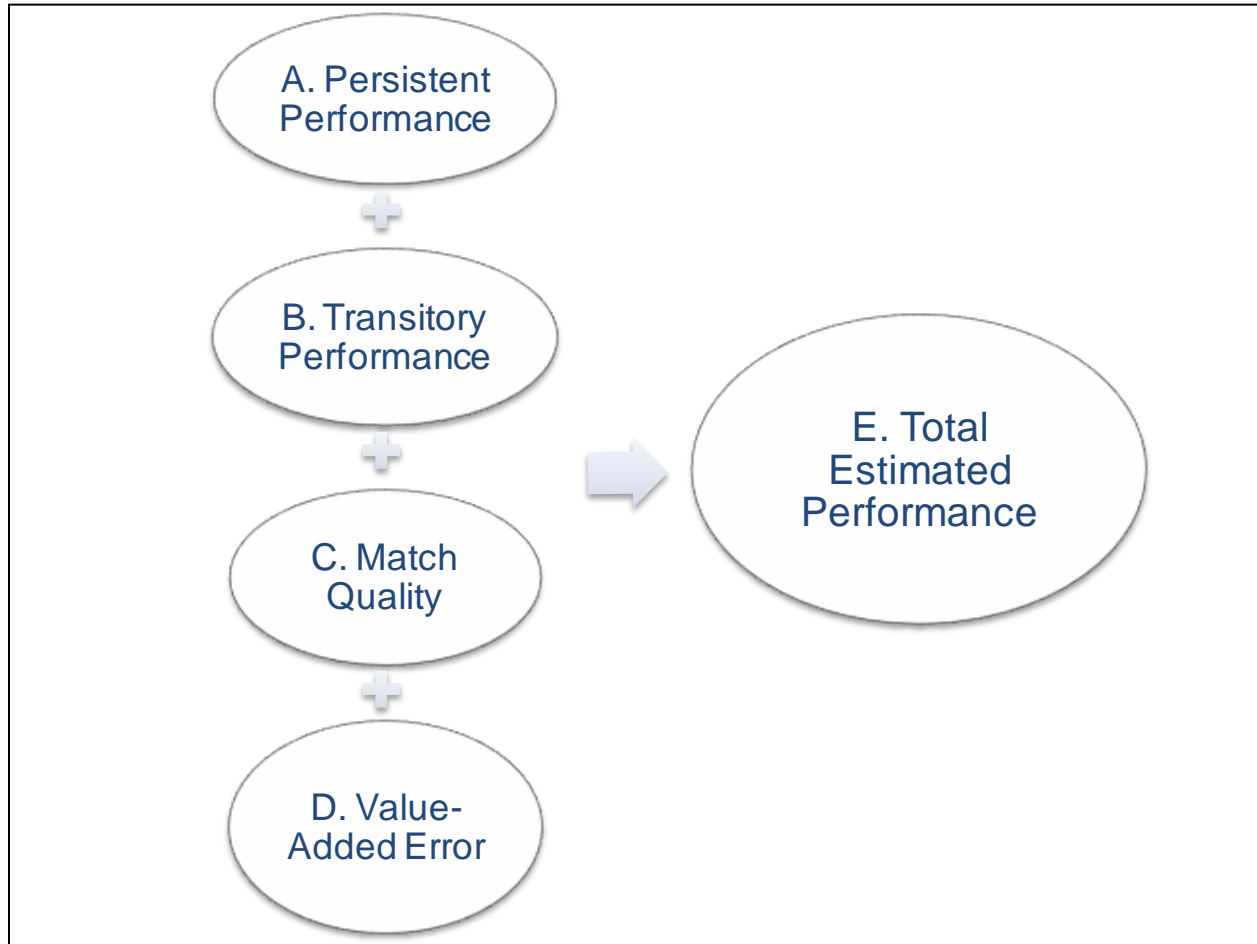 A. Persistent
Performance
B. Transitory
Performance
C. Match
Quality
D. Value-
Added Error
E. Total
Estimated
Performance